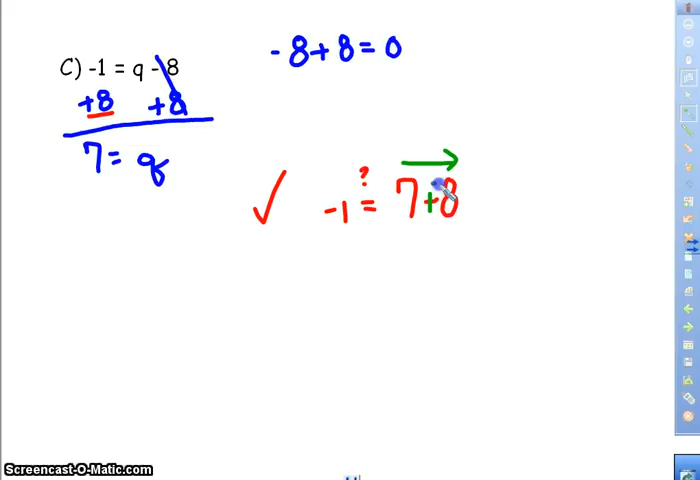 -8+8=0
C) -1 = q - 8
+8 +8
7 = q
?
✓ -1 = 7+8
Screencast-O-Matic.com